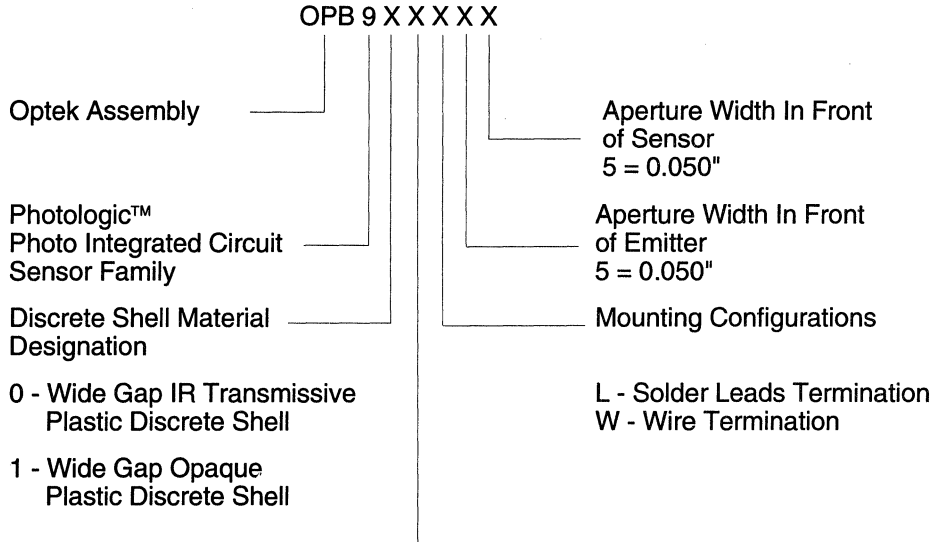 OPB 9 X X X X X
Optek Assembly
Aperture Width In Front
of Sensor
5 = 0.050"
Photologic™
Photo Integrated Circuit
Sensor Family
Aperture Width In Front
of Emitter
5 = 0.050"
Discrete Shell Material
Designation
Mounting Configurations
0 - Wide Gap IR Transmissive
Plastic Discrete Shell
L - Solder Leads Termination
W - Wire Termination
1 - Wide Gap Opaque
Plastic Discrete Shell